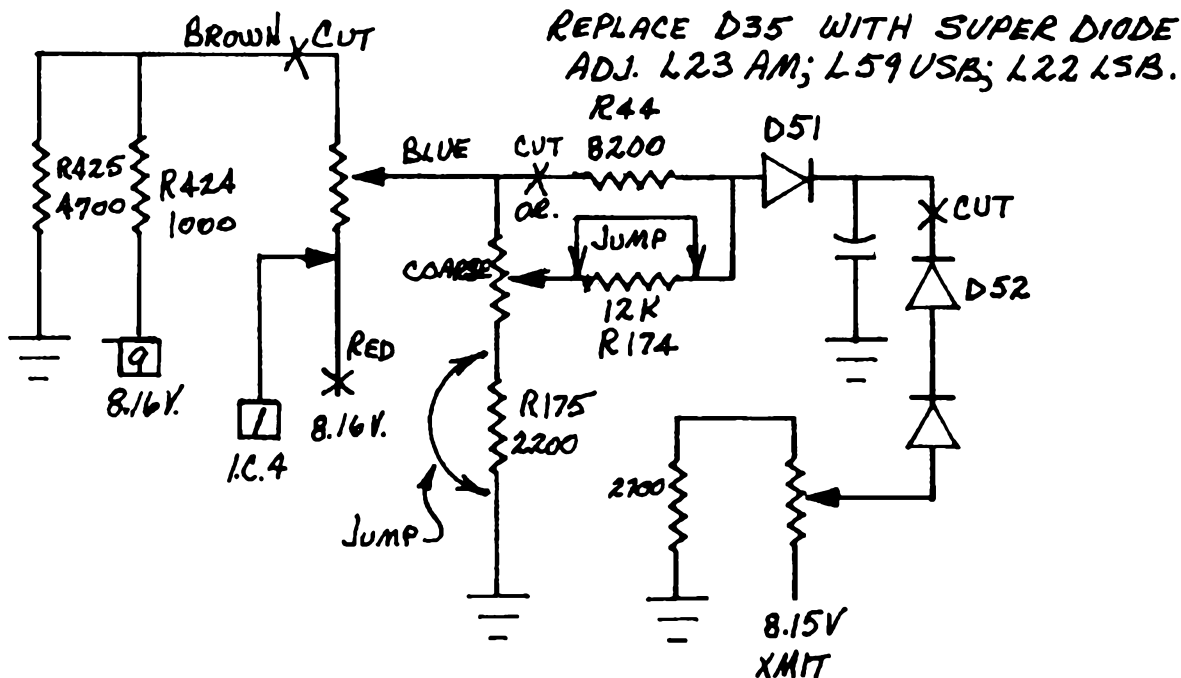 REPLACE D35 WITH SUPER DIODE
ADJ. L23 AM; L59 USB; L22 LSB.
BROWN CUT
R44
8200
D51
BLUE
CUT
OR.
R425
4700
R424
1000
JUMP
CUT
COARSE
12K
R174
D52
RED
9
8.16V.
1
I.C.4
8.16V.
R175
2200
JUMP
2700
8.15V
XMIT